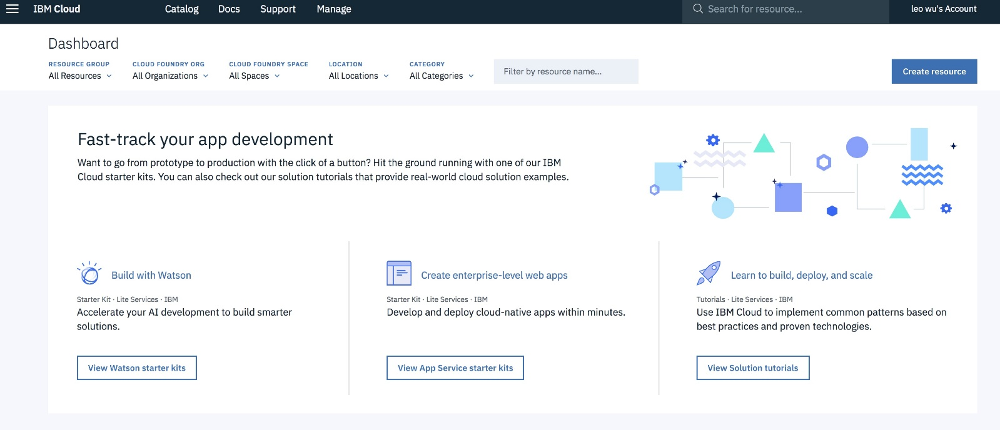 IBM Cloud Catalog Docs Support Manage Search for resource... leo wu's Account
Dashboard
RESOURCE GROUP CLOUD FOUNDRY ORG CLOUD FOUNDRY SPACE LOCATION CATEGORY
All Resources All Organizations All Spaces All Locations All Categories Filter by resource name... Create resource
Fast-track your app development
Want to go from prototype to production with the click of a button? Hit the ground running with one of our IBM
Cloud starter kits. You can also check out our solution tutorials that provide real-world cloud solution examples.
Build with Watson
Starter Kit · Lite Services · IBM
Accelerate your AI development to build smarter
solutions.
View Watson starter kits
Create enterprise-level web apps
Starter Kit · Lite Services · IBM
Develop and deploy cloud-native apps within minutes.
View App Service starter kits
Learn to build, deploy, and scale
Tutorials · Lite Services · IBM
Use IBM Cloud to implement common patterns based on
best practices and proven technologies.
View Solution tutorials